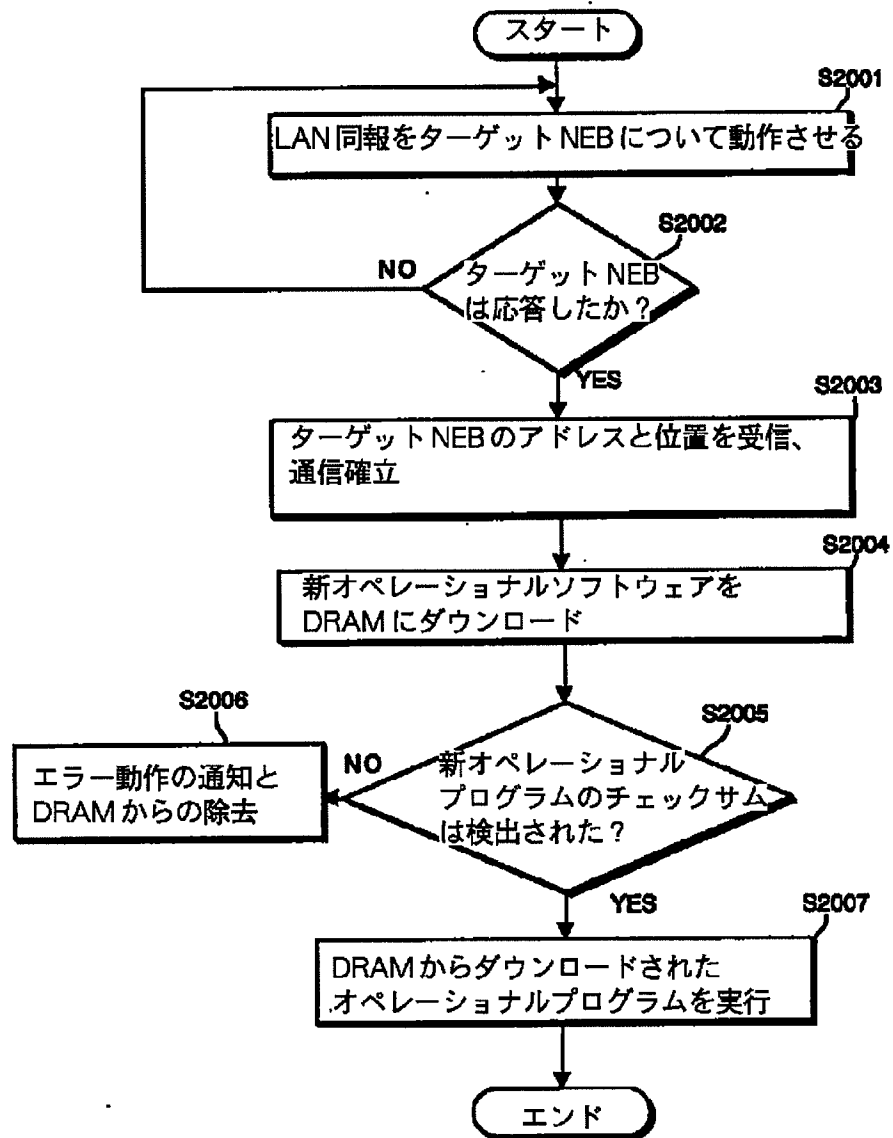 スタート
S2001
LAN同報をターゲットNEBについて動作させる
S2002
NO
ターゲットNEB
は応答したか？
YES
S2003
ターゲットNEBのアドレスと位置を受信、
通信確立
S2004
新オペレーショナルソフトウェアを
DRAMにダウンロード
S2006
エラー動作の通知と
DRAMからの除去
S2005
NO
新オペレーショナル
プログラムのチェックサム
は検出された？
YES
S2007
DRAMからダウンロードされた
オペレーショナルプログラムを実行
エンド